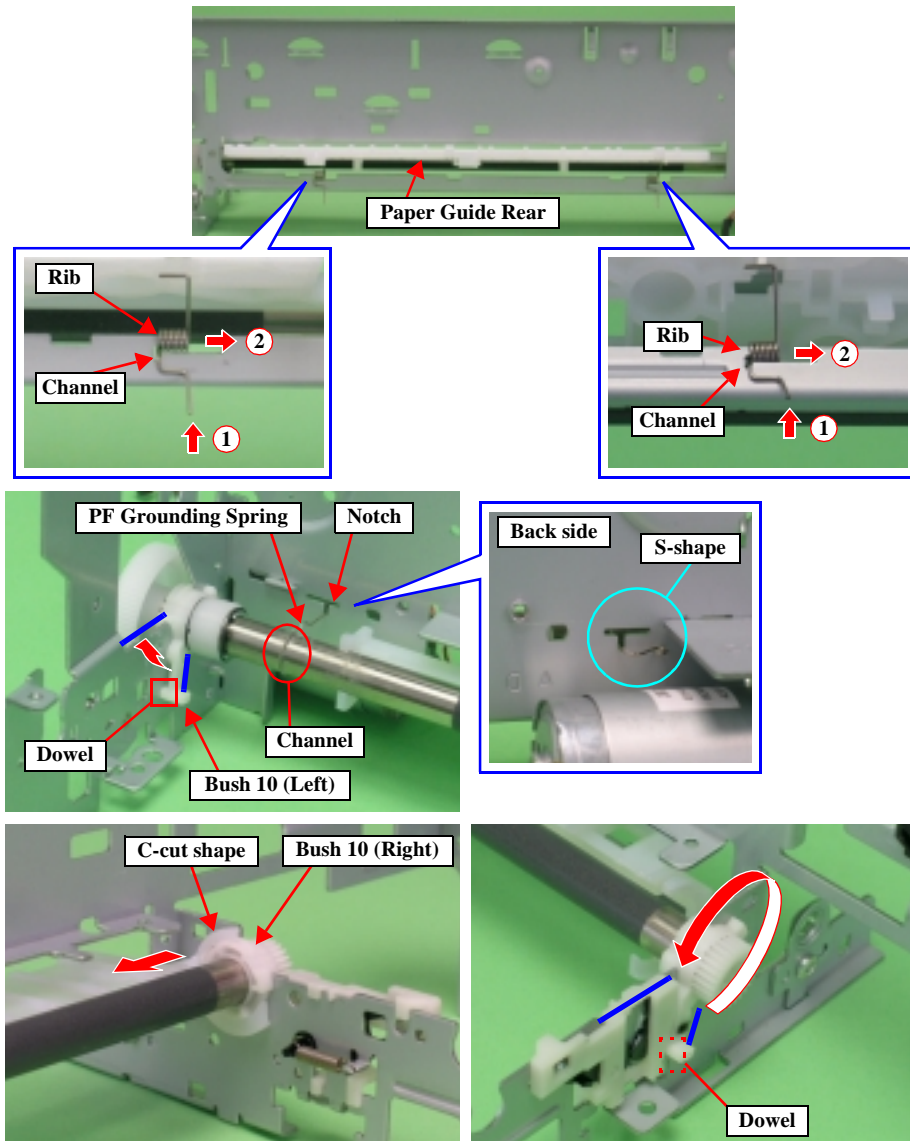 Paper Guide Rear
Rib
2
Channel
1
Rib
2
Channel
1
PF Grounding Spring
Notch
Dowel
Channel
Bush 10 (Left)
Back side
S-shape
C-cut shape
Bush 10 (Right)
Dowel